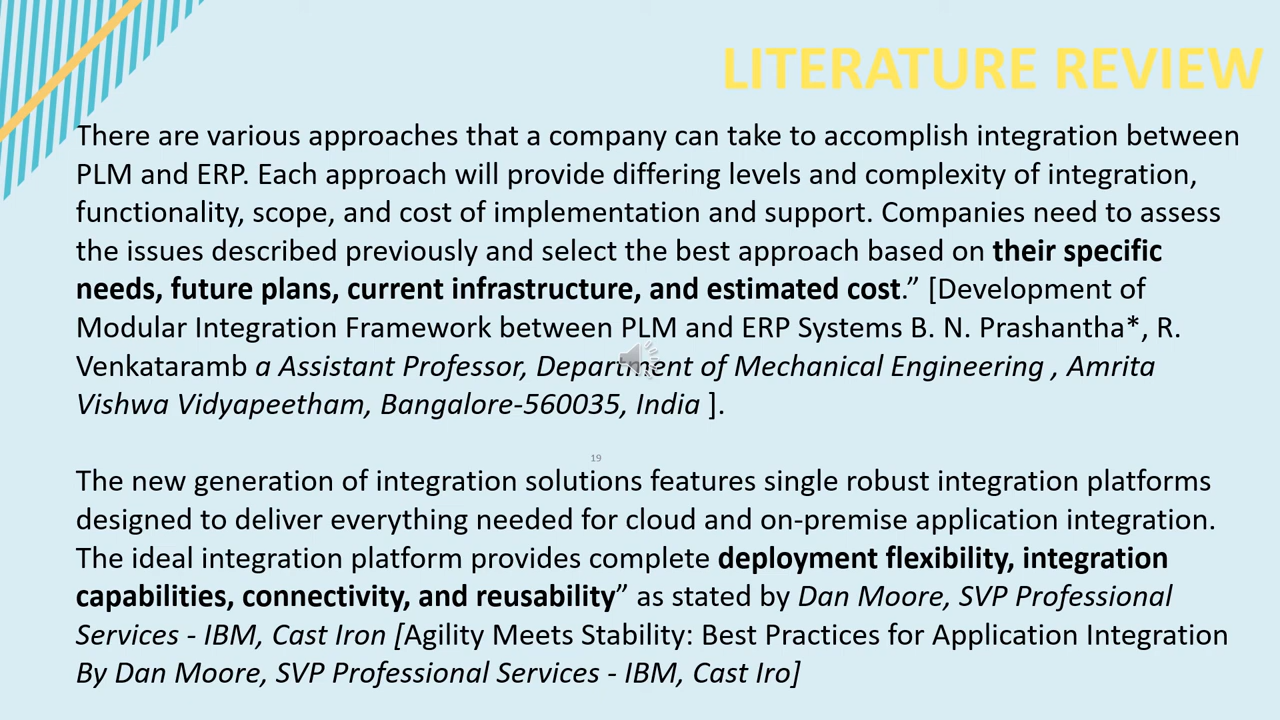 LITERATURE REVIEW
There are various approaches that a company can take to accomplish integration between
PLM and ERP. Each approach will provide differing levels and complexity of integration,
functionality, scope, and cost of implementation and support. Companies need to assess
the issues described previously and select the best approach based on their specific
needs, future plans, current infrastructure, and estimated cost.” [Development of
Modular Integration Framework between PLM and ERP Systems B. N. Prashantha*, R.
Venkataramb a Assistant Professor, Department of Mechanical Engineering , Amrita
Vishwa Vidyapeetham, Bangalore-560035, India ].
19
The new generation of integration solutions features single robust integration platforms
designed to deliver everything needed for cloud and on-premise application integration.
The ideal integration platform provides complete deployment flexibility, integration
capabilities, connectivity, and reusability” as stated by Dan Moore, SVP Professional
Services - IBM, Cast Iron [Agility Meets Stability: Best Practices for Application Integration
By Dan Moore, SVP Professional Services - IBM, Cast Iro]